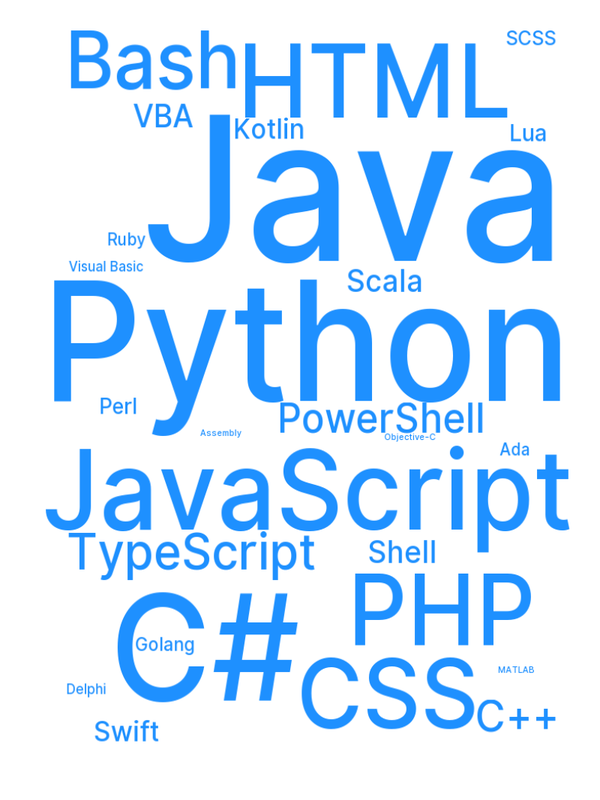 SCSS
Bash
HTML
VBA
Kotlin
Lua
Java
Ruby
Visual Basic
Scala
Python
Perl
PowerShell
Assembly
Objective-C
Ada
JavaScript
TypeScript
Shell
PHP
C#
Golang
CSS
MATLAB
Delphi
C++
Swift